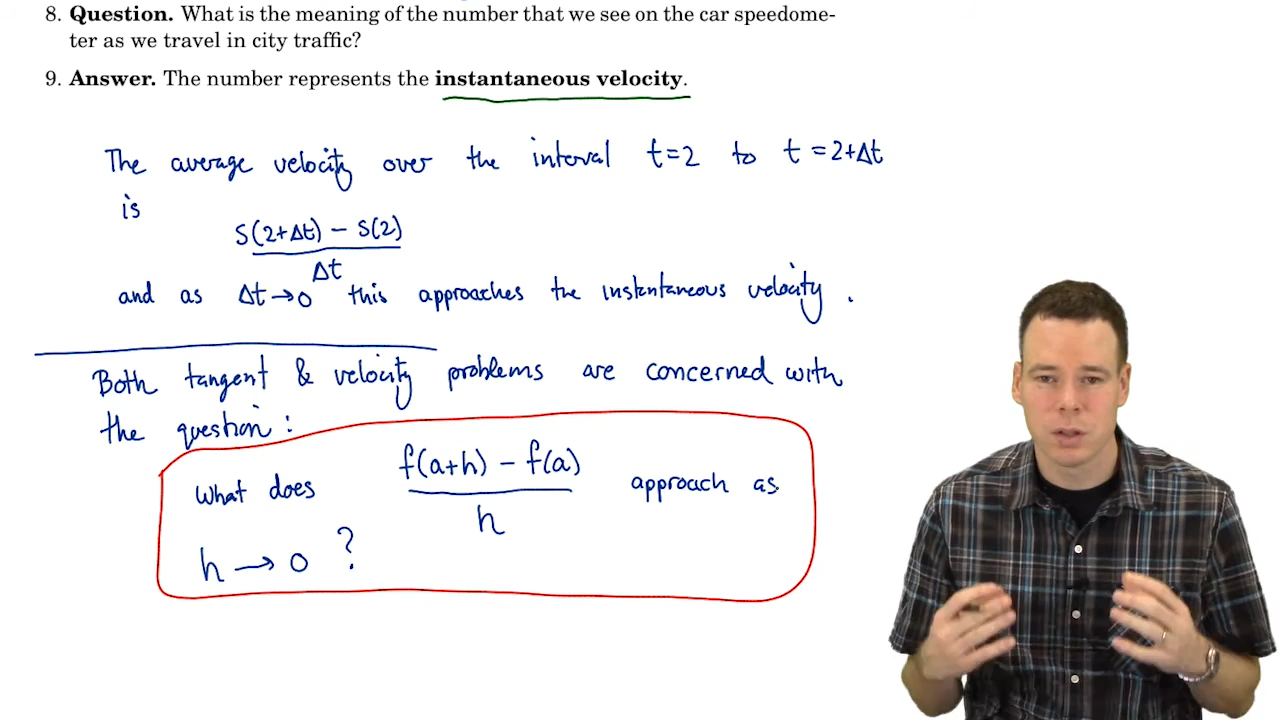 8. Question. What is the meaning of the number that we see on the car speedome-
ter as we travel in city traffic?
9. Answer. The number represents the instantaneous velocity.
The average velocity over the interval t=2 to t=2+Δt
is
S(2+Δt) - S(2)
Δt
and as Δt→0 this approaches the instantaneous velocity.
Both tangent & velocity problems are concerned with
the question:
f(a+h) - f(a)
What does approach as
h
h → 0 ?